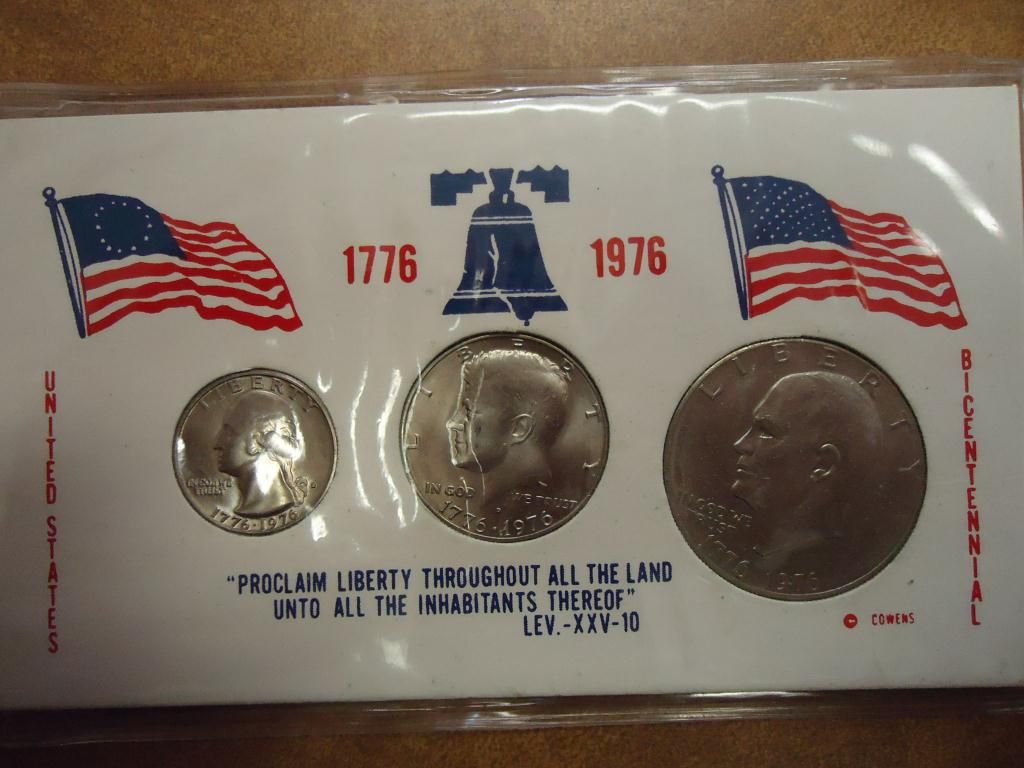 1776
1976
UNITED STATES
BICENTENNIAL
LIBERTY
IN GOD WE
TRUST
1776·1976
LIBERTY
IN GOD WE TRUST
1776·1976
LIBERTY
IN GOD WE
TRUST
1776 1976
"PROCLAIM LIBERTY THROUGHOUT ALL THE LAND
UNTO ALL THE INHABITANTS THEREOF"
LEV.-XXV-10
© COWENS